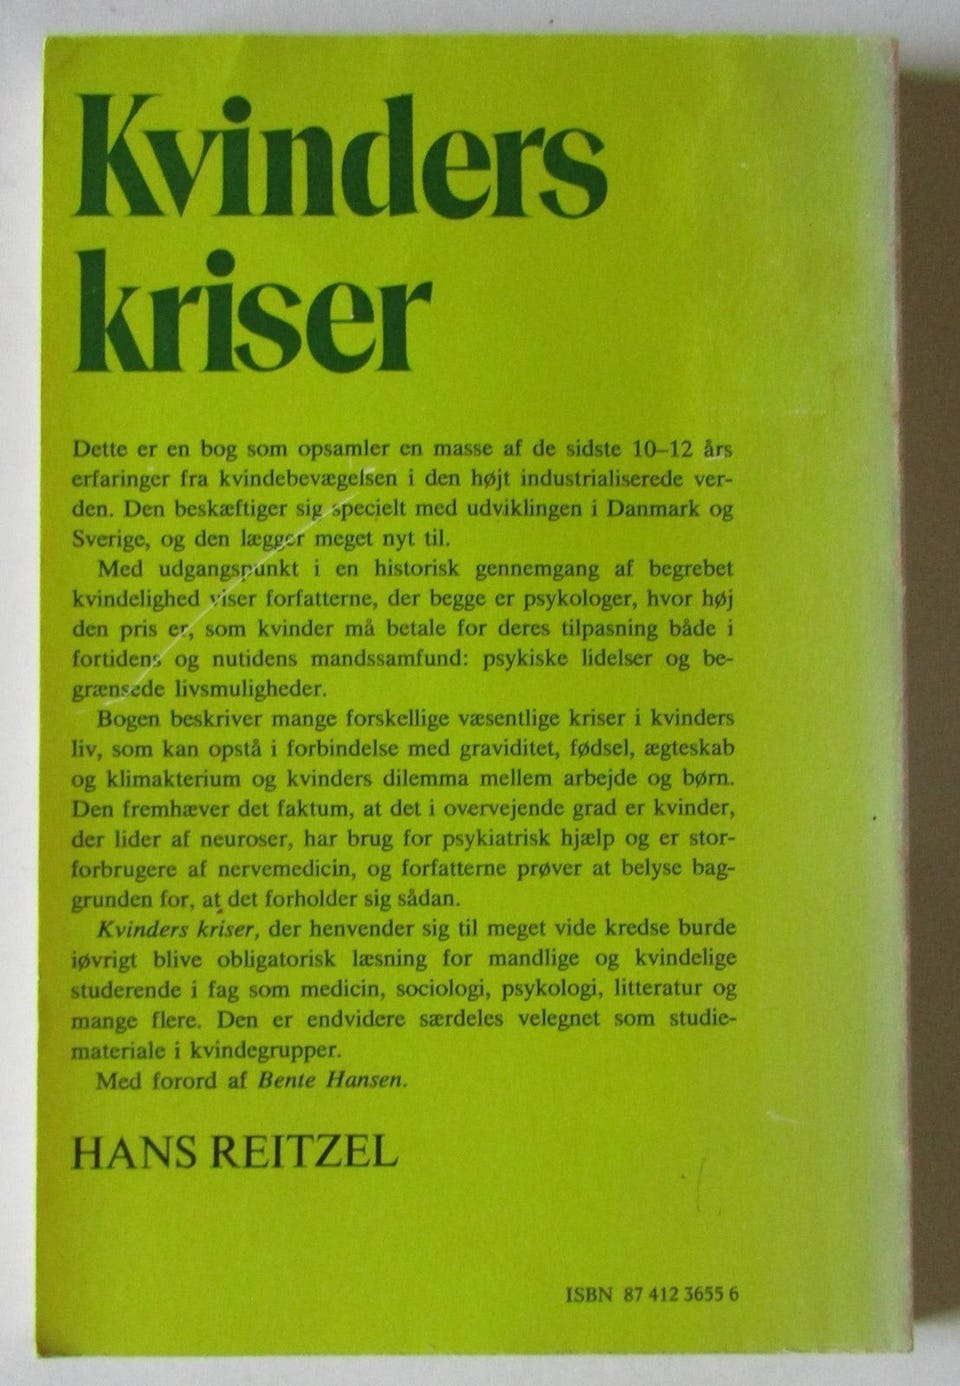 Kvinders
kriser
Dette er en bog som opsamler en masse af de sidste 10–12 års
erfaringer fra kvindebevægelsen i den højt industrialiserede ver-
den. Den beskæftiger sig specielt med udviklingen i Danmark og
Sverige, og den lægger meget nyt til.
Med udgangspunkt i en historisk gennemgang af begrebet
kvindelighed viser forfatterne, der begge er psykologer, hvor høj
den pris er, som kvinder må betale for deres tilpasning både i
fortidens og nutidens mandssamfund: psykiske lidelser og be-
grænsede livsmuligheder.
Bogen beskriver mange forskellige væsentlige kriser i kvinders
liv, som kan opstå i forbindelse med graviditet, fødsel, ægteskab
og klimakterium og kvinders dilemma mellem arbejde og børn.
Den fremhæver det faktum, at det i overvejende grad er kvinder,
der lider af neuroser, har brug for psykiatrisk hjælp og er stor-
forbrugere af nervemedicin, og forfatterne prøver at belyse bag-
grunden for, at det forholder sig sådan.
Kvinders kriser, der henvender sig til meget vide kredse burde
iøvrigt blive obligatorisk læsning for mandlige og kvindelige
studerende i fag som medicin, sociologi, psykologi, litteratur og
mange flere. Den er endvidere særdeles velegnet som studie-
materiale i kvindegrupper.
Med forord af Bente Hansen.
HANS REITZEL
ISBN 87 412 3655 6